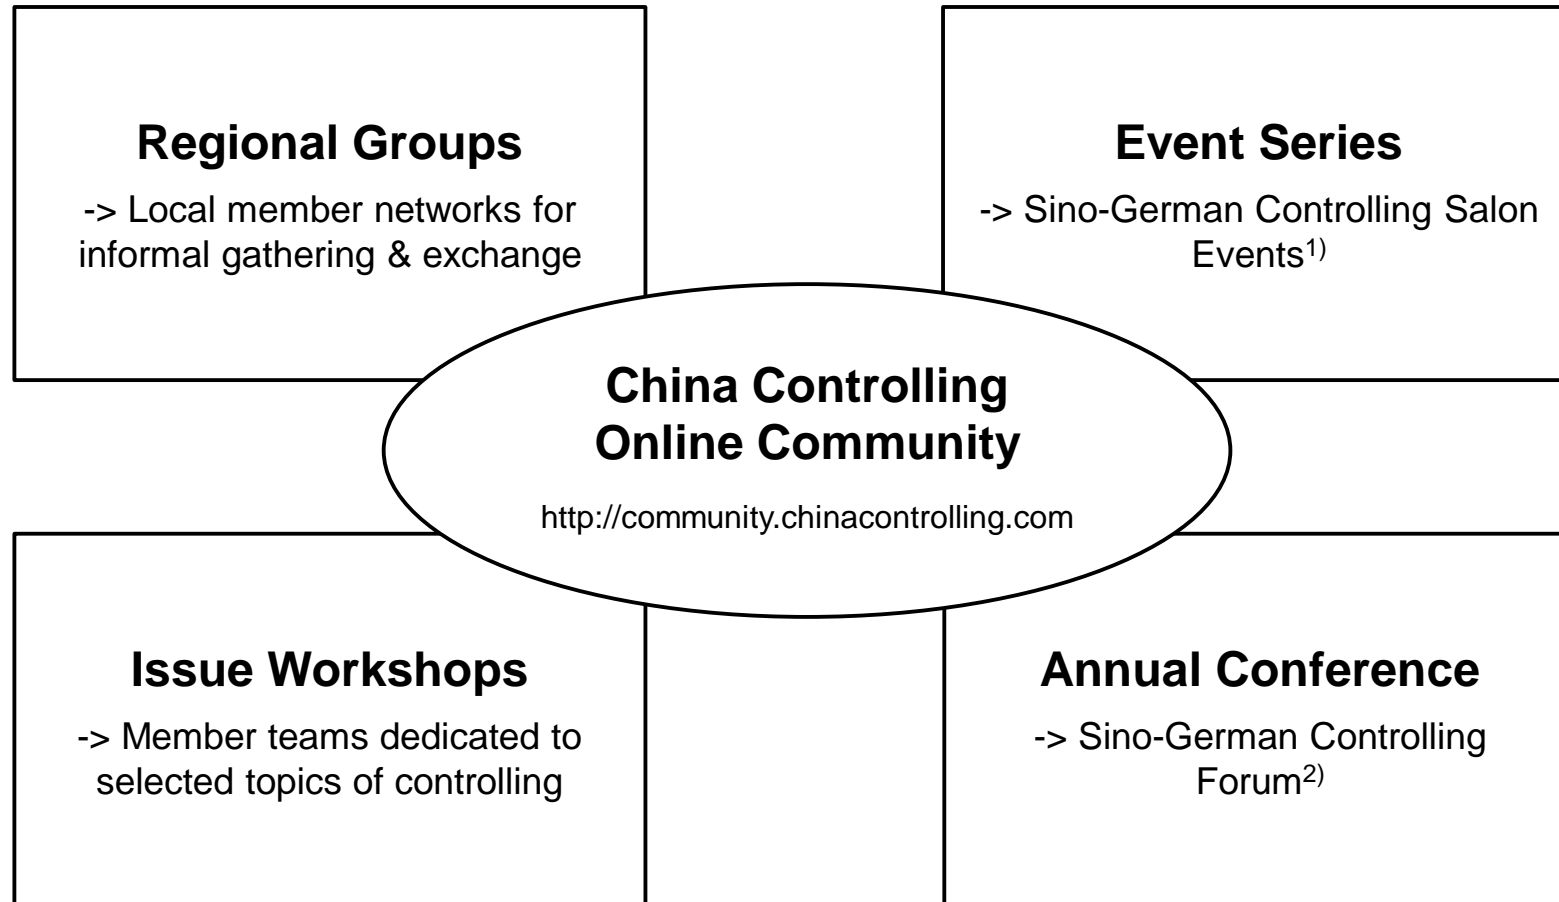 Regional Groups
-> Local member networks for
informal gathering & exchange
Event Series
-> Sino-German Controlling Salon
Events1)
China Controlling
Online Community
http://community.chinacontrolling.com
Issue Workshops
-> Member teams dedicated to
selected topics of controlling
Annual Conference
-> Sino-German Controlling
Forum2)